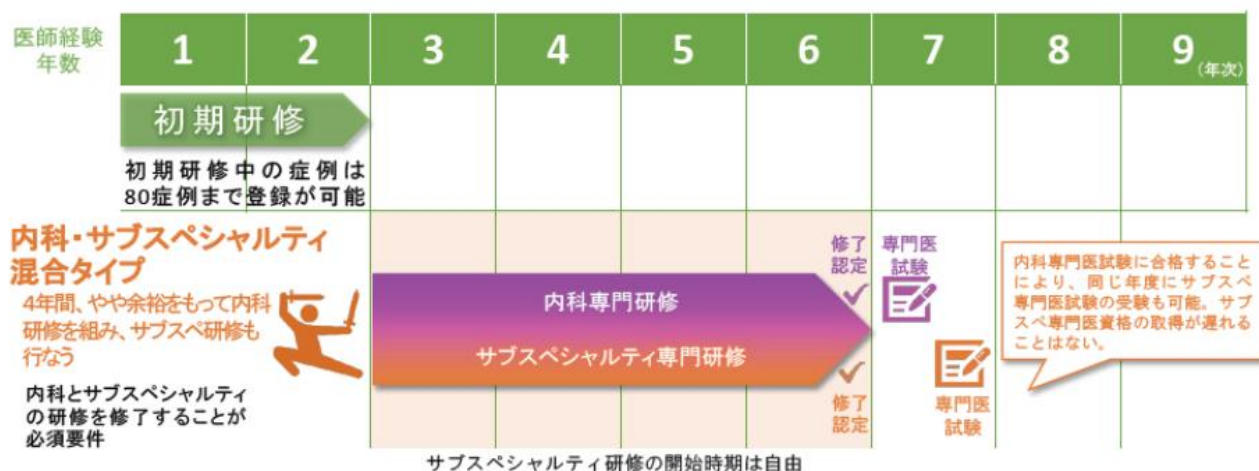 医師経験
年数
1
2
3
4
5
6
7
8
9(年次)
初期研修
初期研修中の症例は
80症例まで登録が可能
内科・サブスペシャルティ
混合タイプ
4年間、やや余裕をもって内科
研修を組み、サブスペ研修も
行なう
内科とサブスペシャルティ
の研修を修了することが
必須要件
内科専門研修
サブスペシャルティ専門研修
修了
認定
専門医
試験
修了
認定
専門医
試験
内科専門医試験に合格すること
により、同じ年度にサブスペ
専門医試験の受験も可能。サブ
スペ専門医資格の取得が遅れる
ことはない。
サブスペシャルティ研修の開始時期は自由